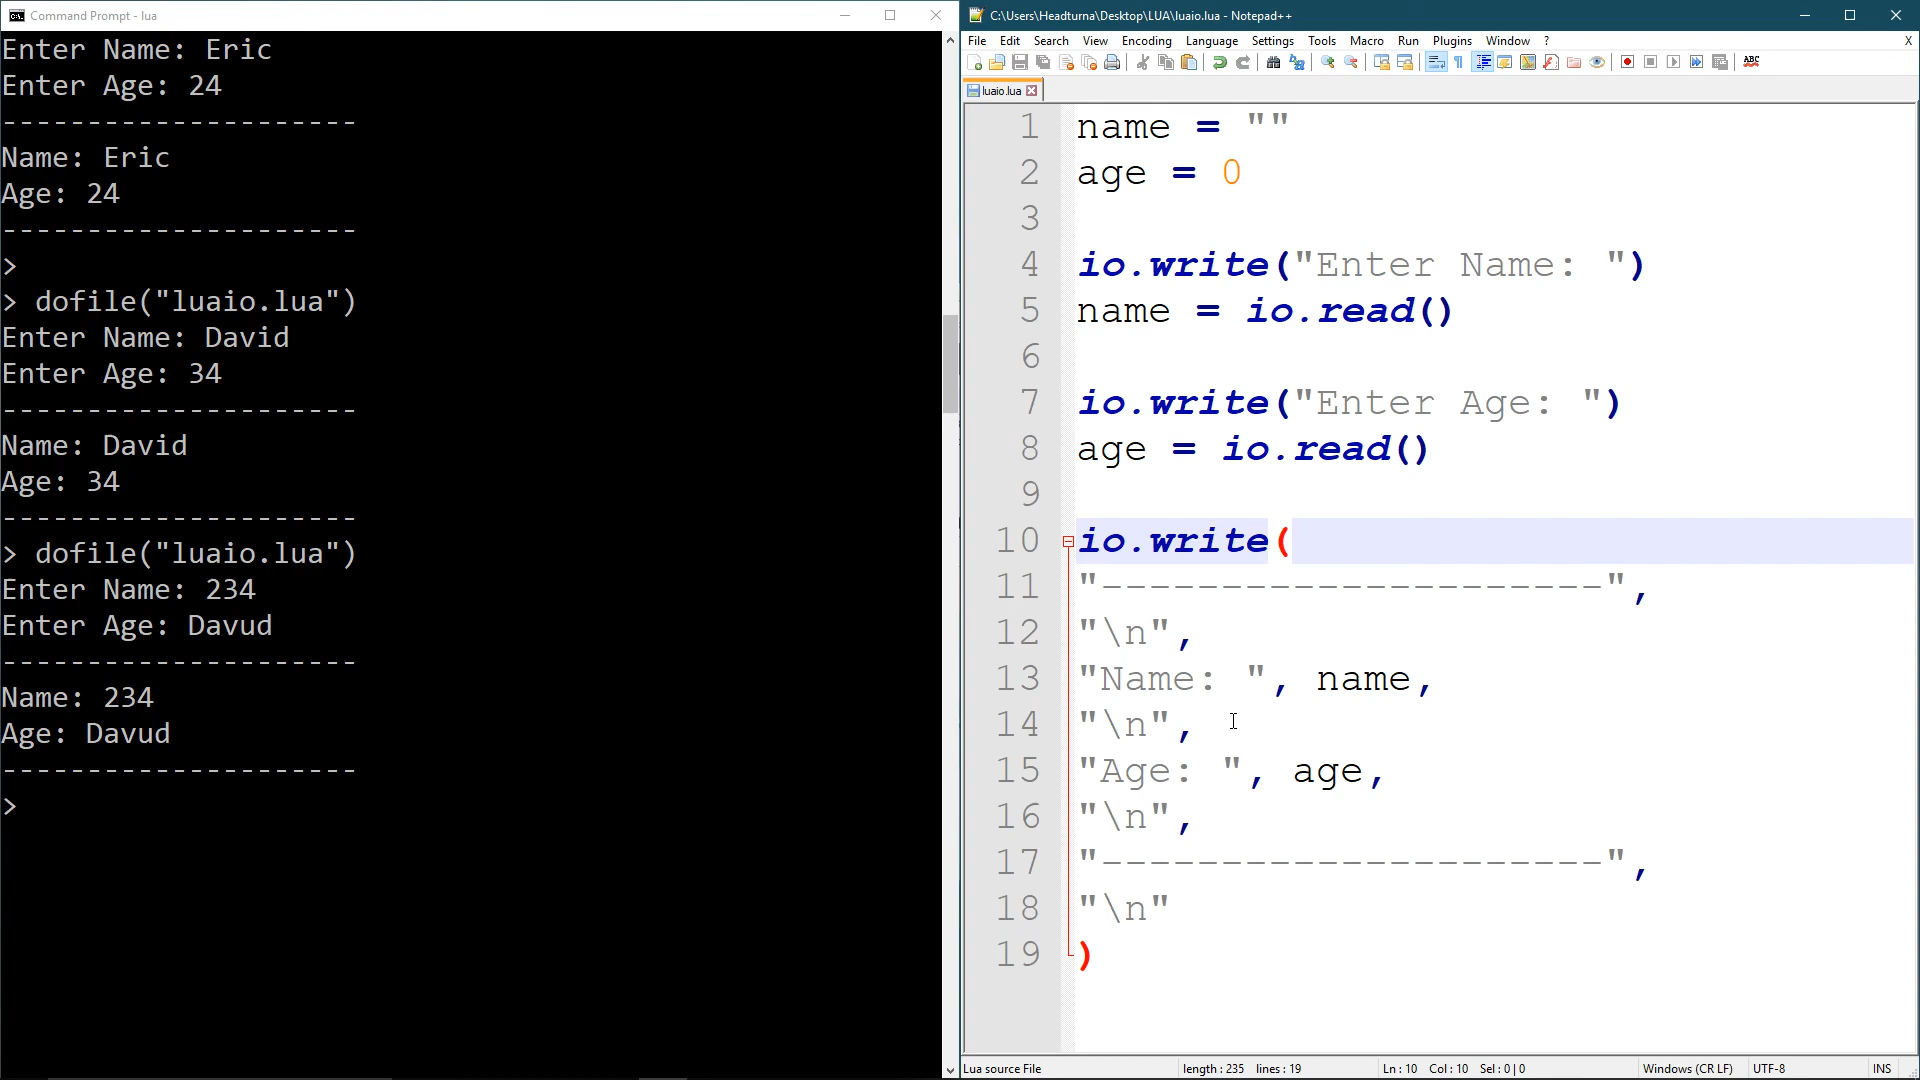 Command Prompt - lua
Enter Name: Eric
Enter Age: 24
---------------------
Name: Eric
Age: 24
---------------------
>
> dofile("luaio.lua")
Enter Name: David
Enter Age: 34
---------------------
Name: David
Age: 34
---------------------
> dofile("luaio.lua")
Enter Name: 234
Enter Age: Davud
---------------------
Name: 234
Age: Davud
---------------------
>
C:\Users\Headturna\Desktop\LUA\luaio.lua - Notepad++
File Edit Search View Encoding Language Settings Tools Macro Run Plugins Window ? X
ABC
luaio.lua
1 name = ""
2 age = 0
3
4 io.write("Enter Name: ")
5 name = io.read()
6
7 io.write("Enter Age: ")
8 age = io.read()
9
10 io.write(
11 "---------------------",
12 "\n",
13 "Name: ", name,
14 "\n",
15 "Age: ", age,
16 "\n",
17 "---------------------",
18 "\n"
19 )
Lua source File length : 235 lines : 19 Ln : 10 Col : 10 Sel : 0 | 0 Windows (CR LF) UTF-8 INS